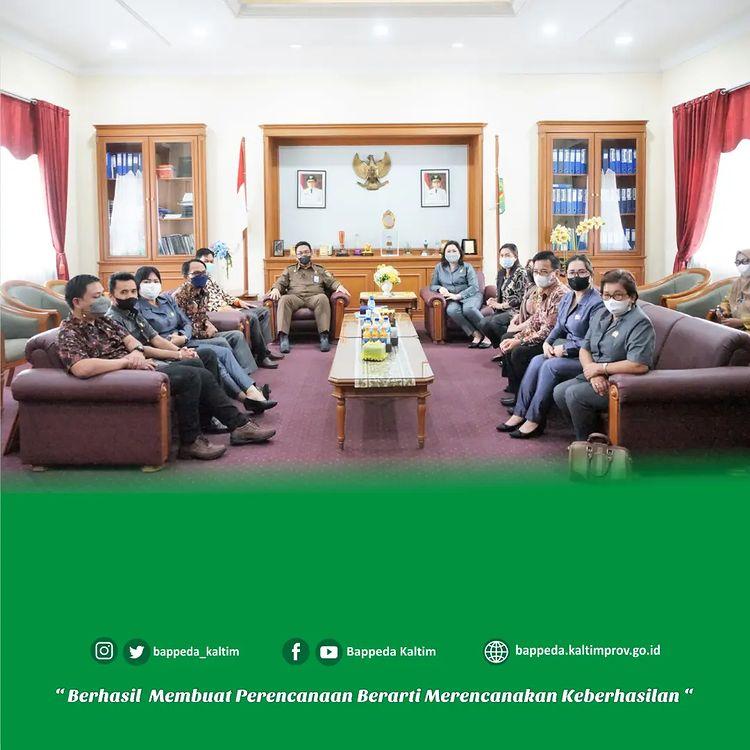 bappeda_kaltim
Bappeda Kaltim
bappeda.kaltimprov.go.id
“ Berhasil Membuat Perencanaan Berarti Merencanakan Keberhasilan “